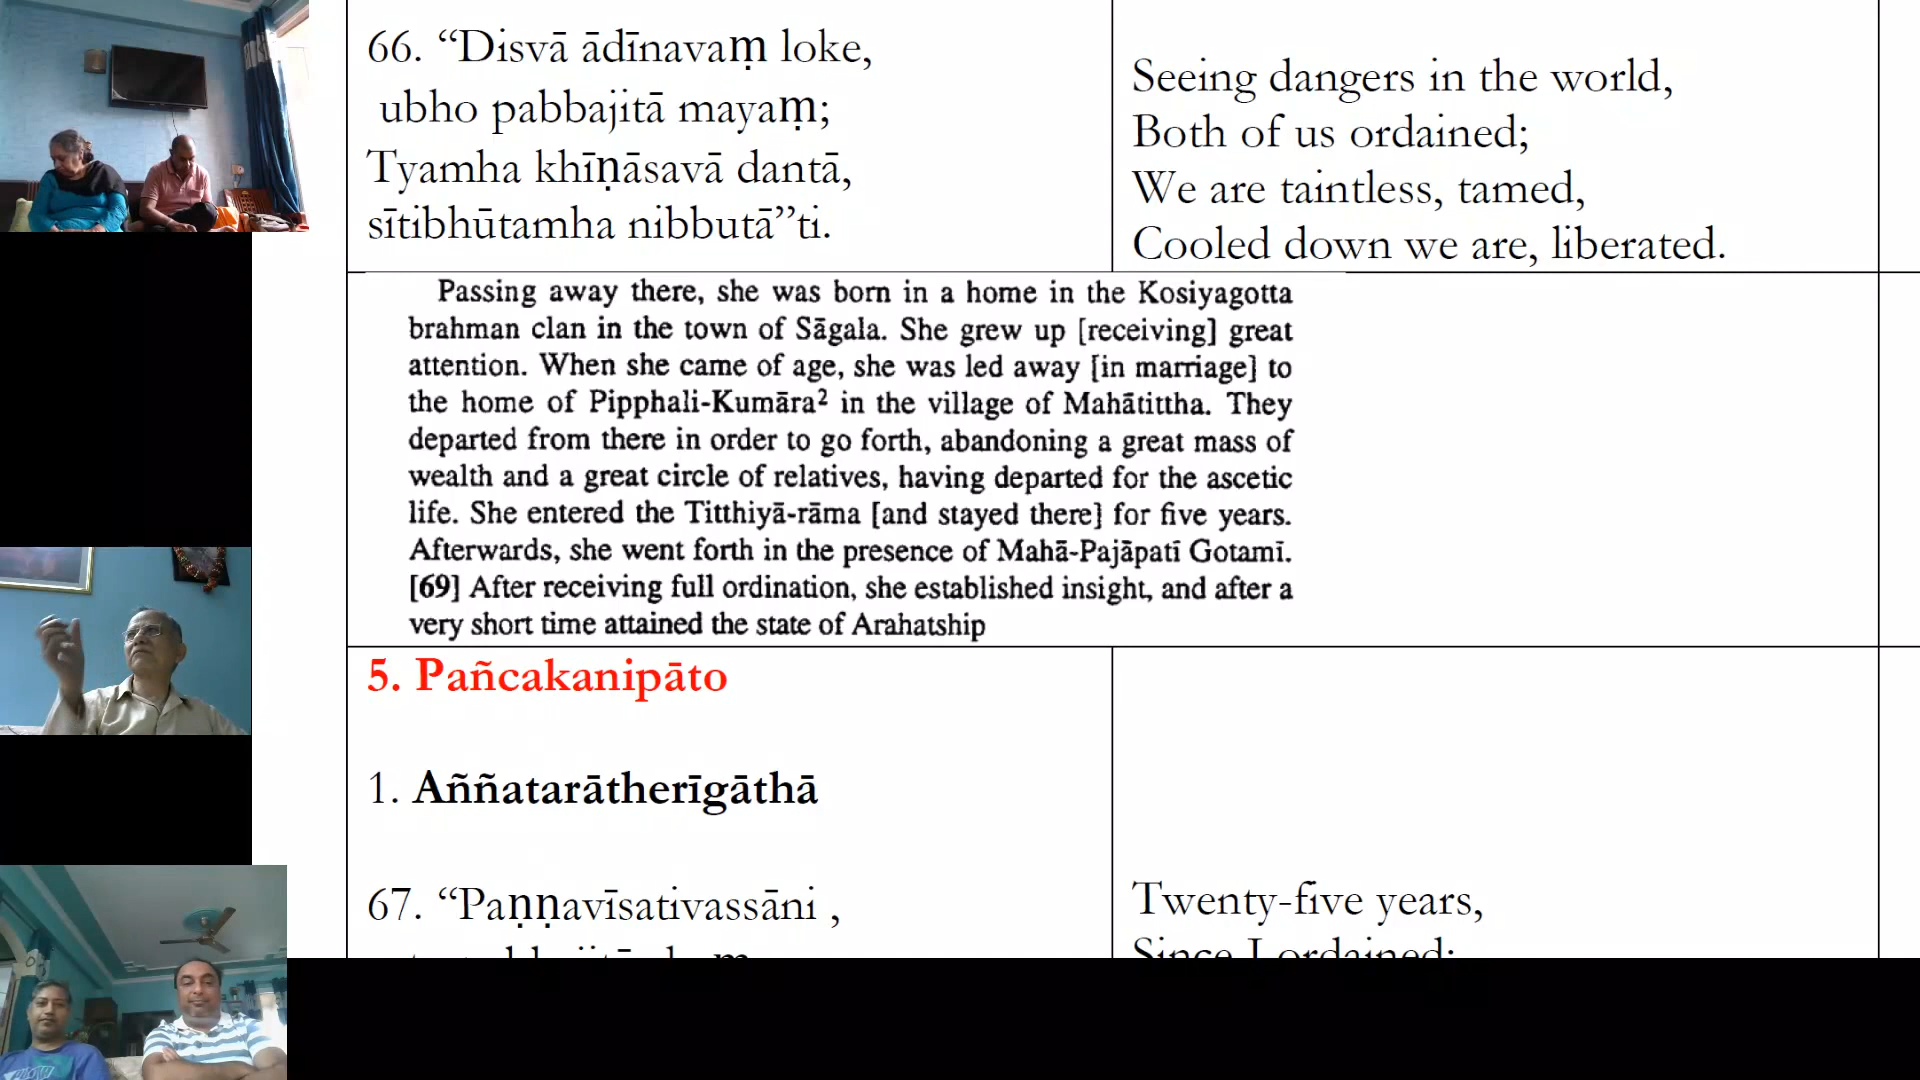 66. “Disvā ādīnavaṃ loke,
ubho pabbajitā mayaṃ;
Tyamha khīṇāsavā dantā,
sītibhūtamha nibbutā”ti.
Seeing dangers in the world,
Both of us ordained;
We are taintless, tamed,
Cooled down we are, liberated.
Passing away there, she was born in a home in the Kosiyagotta
brahman clan in the town of Sāgala. She grew up [receiving] great
attention. When she came of age, she was led away [in marriage] to
the home of Pipphali-Kumāra² in the village of Mahātittha. They
departed from there in order to go forth, abandoning a great mass of
wealth and a great circle of relatives, having departed for the ascetic
life. She entered the Titthiyā-rāma [and stayed there] for five years.
Afterwards, she went forth in the presence of Mahā-Pajāpatī Gotamī.
[69] After receiving full ordination, she established insight, and after a
very short time attained the state of Arahatship
5. Pañcakanipāto
1. Aññatarātherīgāthā
67. “Paṇṇavīsativassāni ,
Twenty-five years,
Since I ordained;